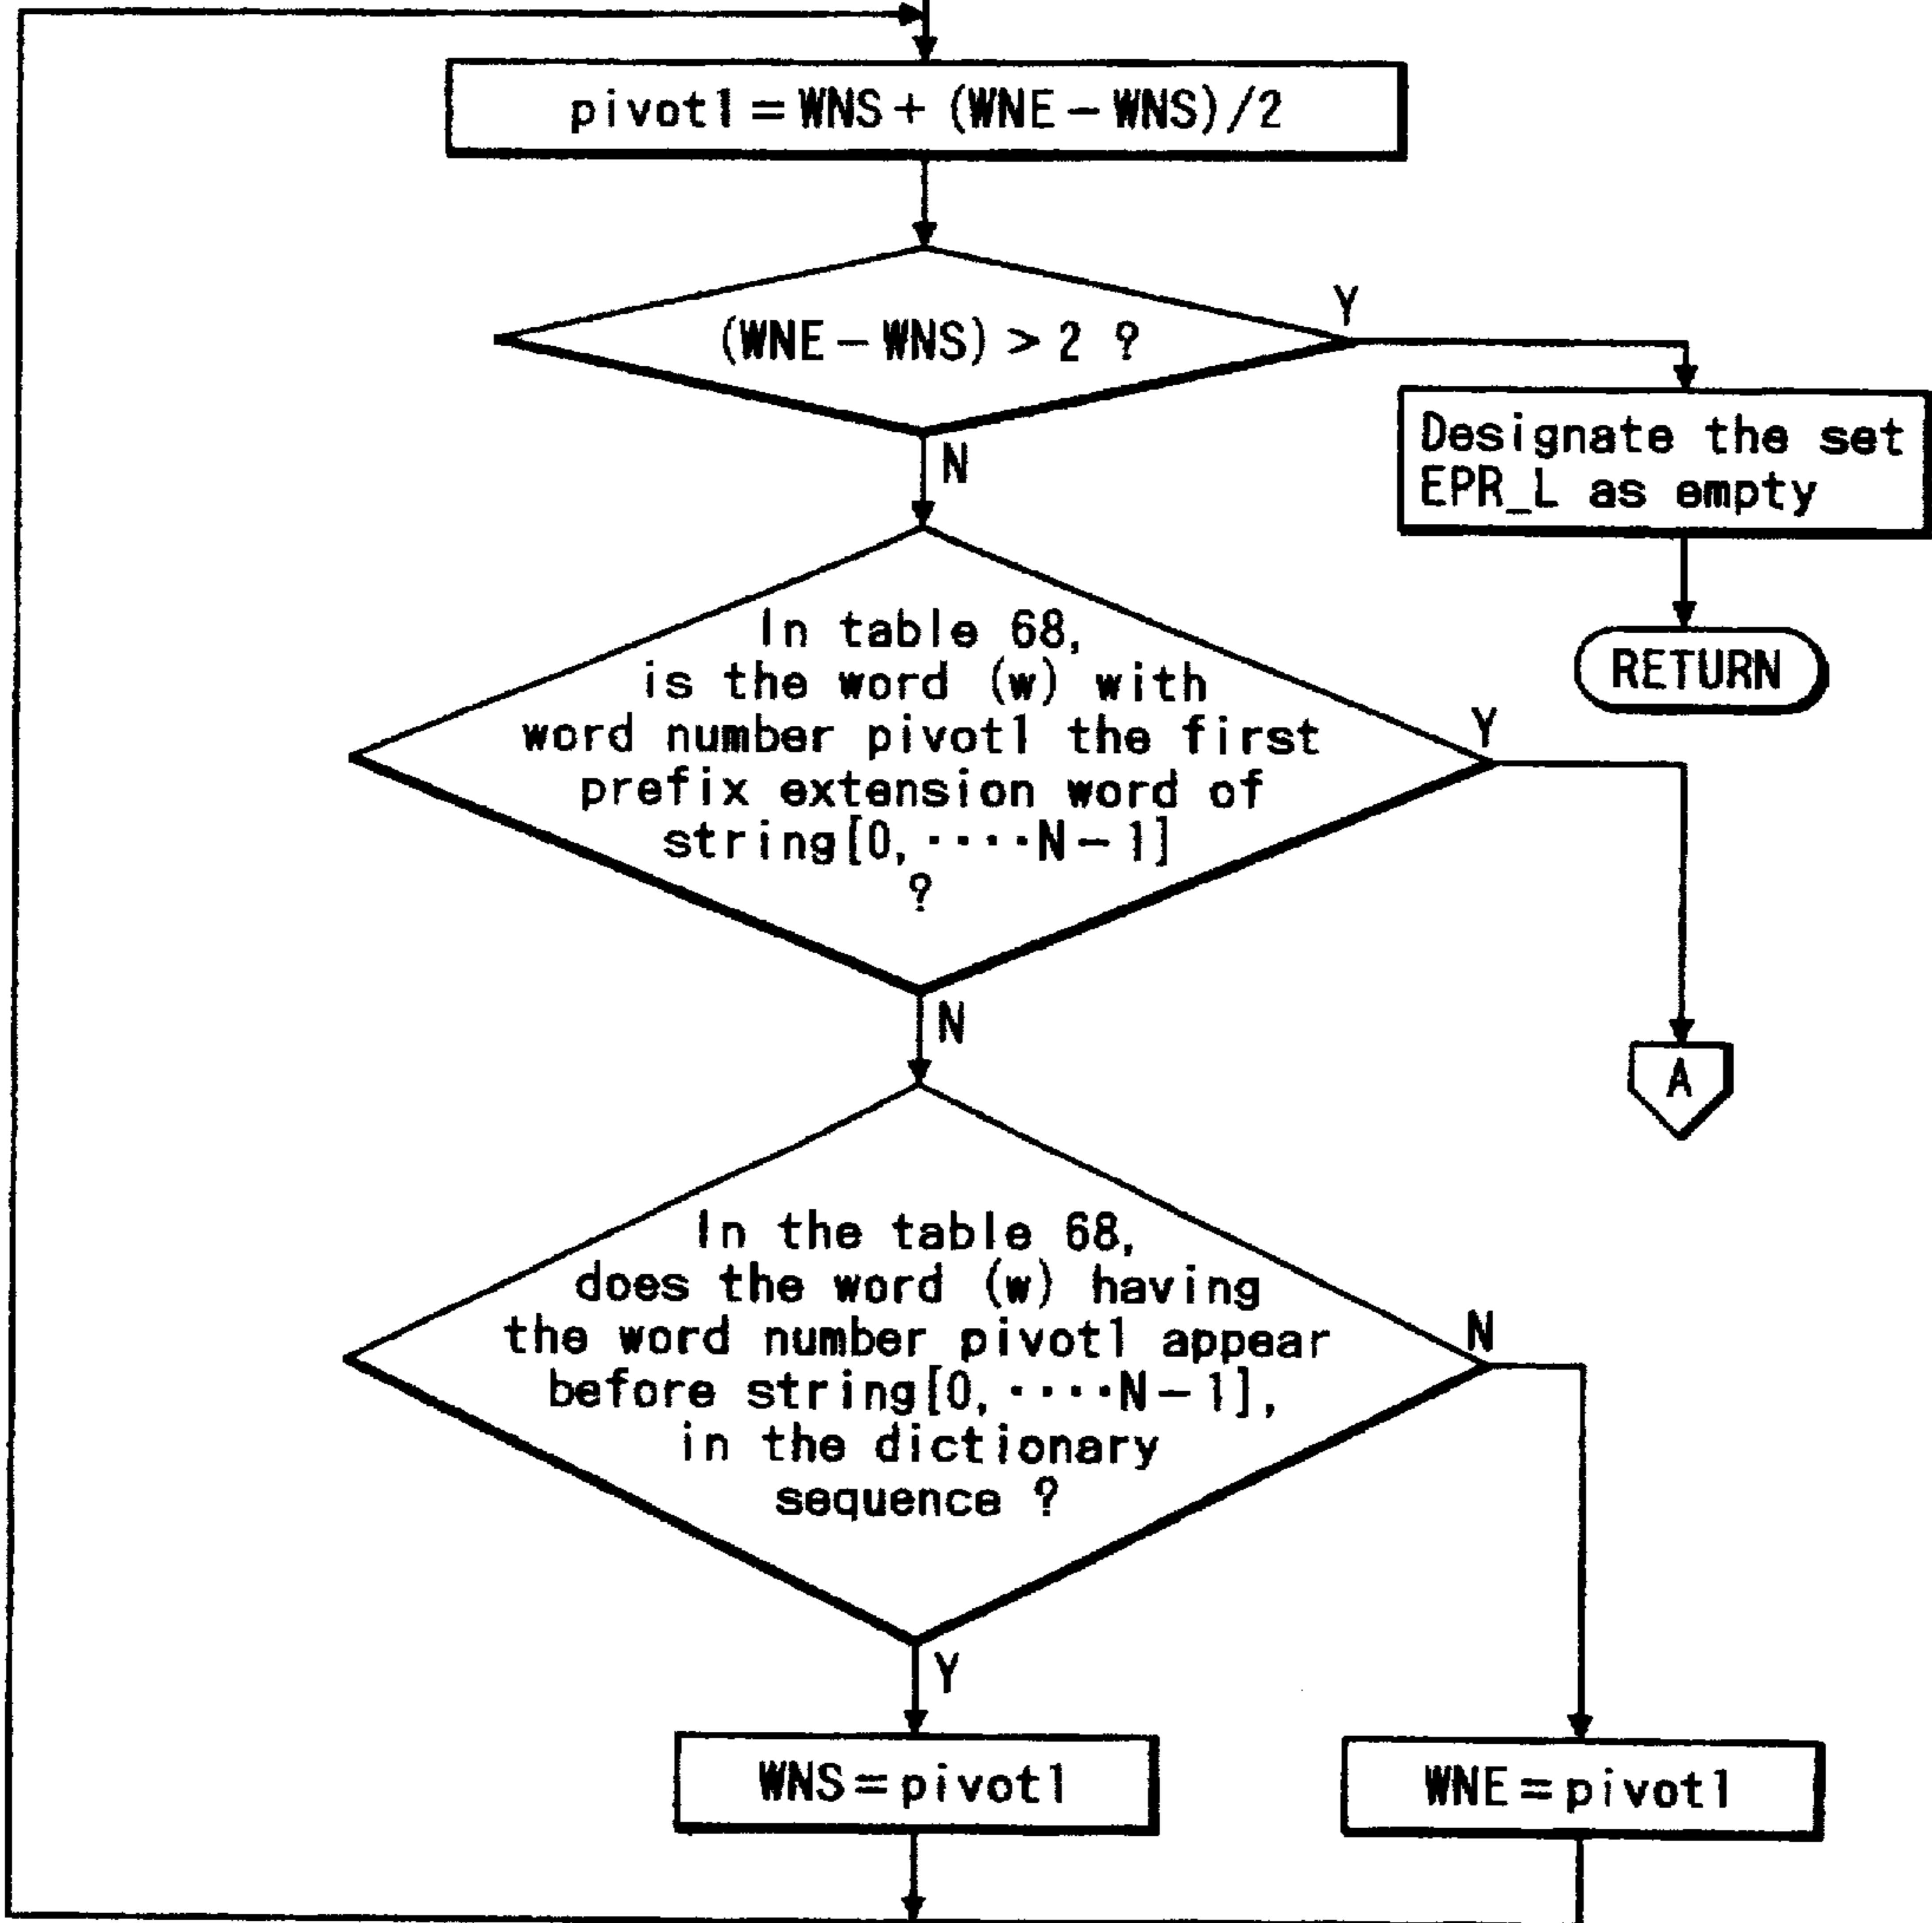 pivot1=WNS+(WNE-WNS)/2
(WNE-WNS)>2 ?
Y
N
Designate the set
EPR_L as empty
RETURN
In table 68,
is the word (w) with
word number pivot1 the first
prefix extension word of
string[0,····N-1]
?
Y
N
A
In the table 68,
does the word (w) having
the word number pivot1 appear
before string[0,····N-1],
in the dictionary
sequence ?
N
Y
WNS=pivot1
WNE=pivot1